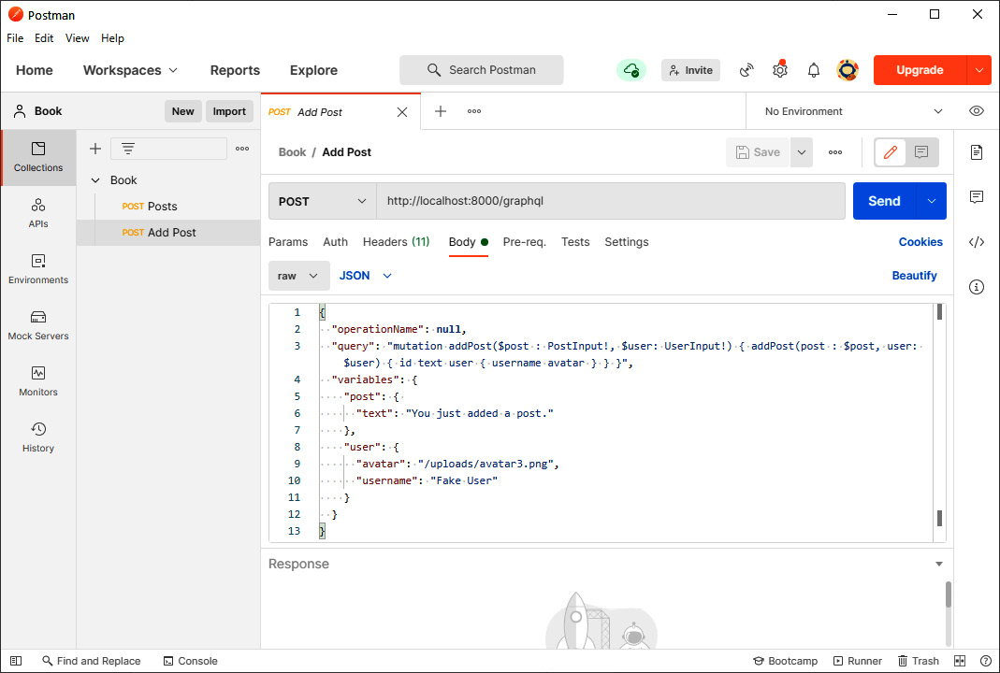 Postman
File Edit View Help
Home Workspaces Reports Explore Search Postman Invite Upgrade
Book New Import POST Add Post No Environment
Collections
APIs
Environments
Mock Servers
Monitors
History
Book
POST Posts
POST Add Post
Book / Add Post Save
POST http://localhost:8000/graphql Send
Params Auth Headers (11) Body Pre-req. Tests Settings Cookies
raw JSON Beautify
1 {
2 "operationName": null,
3 "query": "mutation addPost($post : PostInput!, $user: UserInput!) { addPost(post : $post, user:
$user) { id text user { username avatar } } }",
4 "variables": {
5 "post": {
6 "text": "You just added a post."
7 },
8 "user": {
9 "avatar": "/uploads/avatar3.png",
10 "username": "Fake User"
11 }
12 }
13 }
Response
Find and Replace Console Bootcamp Runner Trash